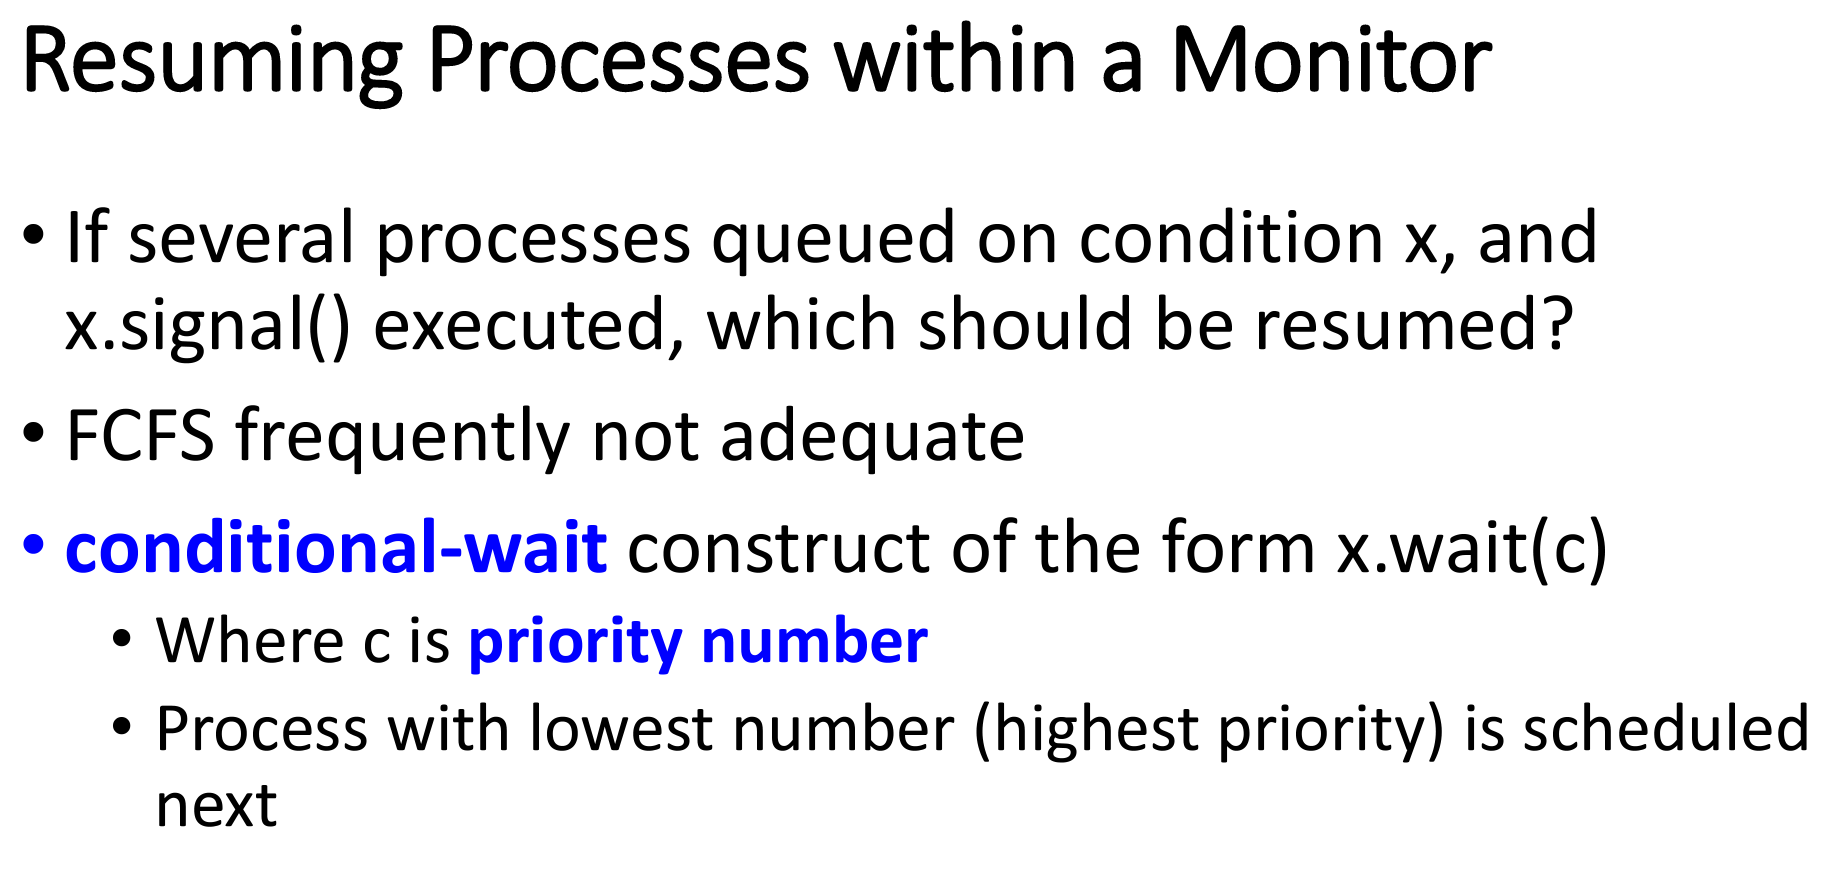 Resuming Processes within a Monitor
• If several processes queued on condition x, and
x.signal() executed, which should be resumed?
• FCFS frequently not adequate
• conditional-wait construct of the form x.wait(c)
• Where c is priority number
• Process with lowest number (highest priority) is scheduled
next